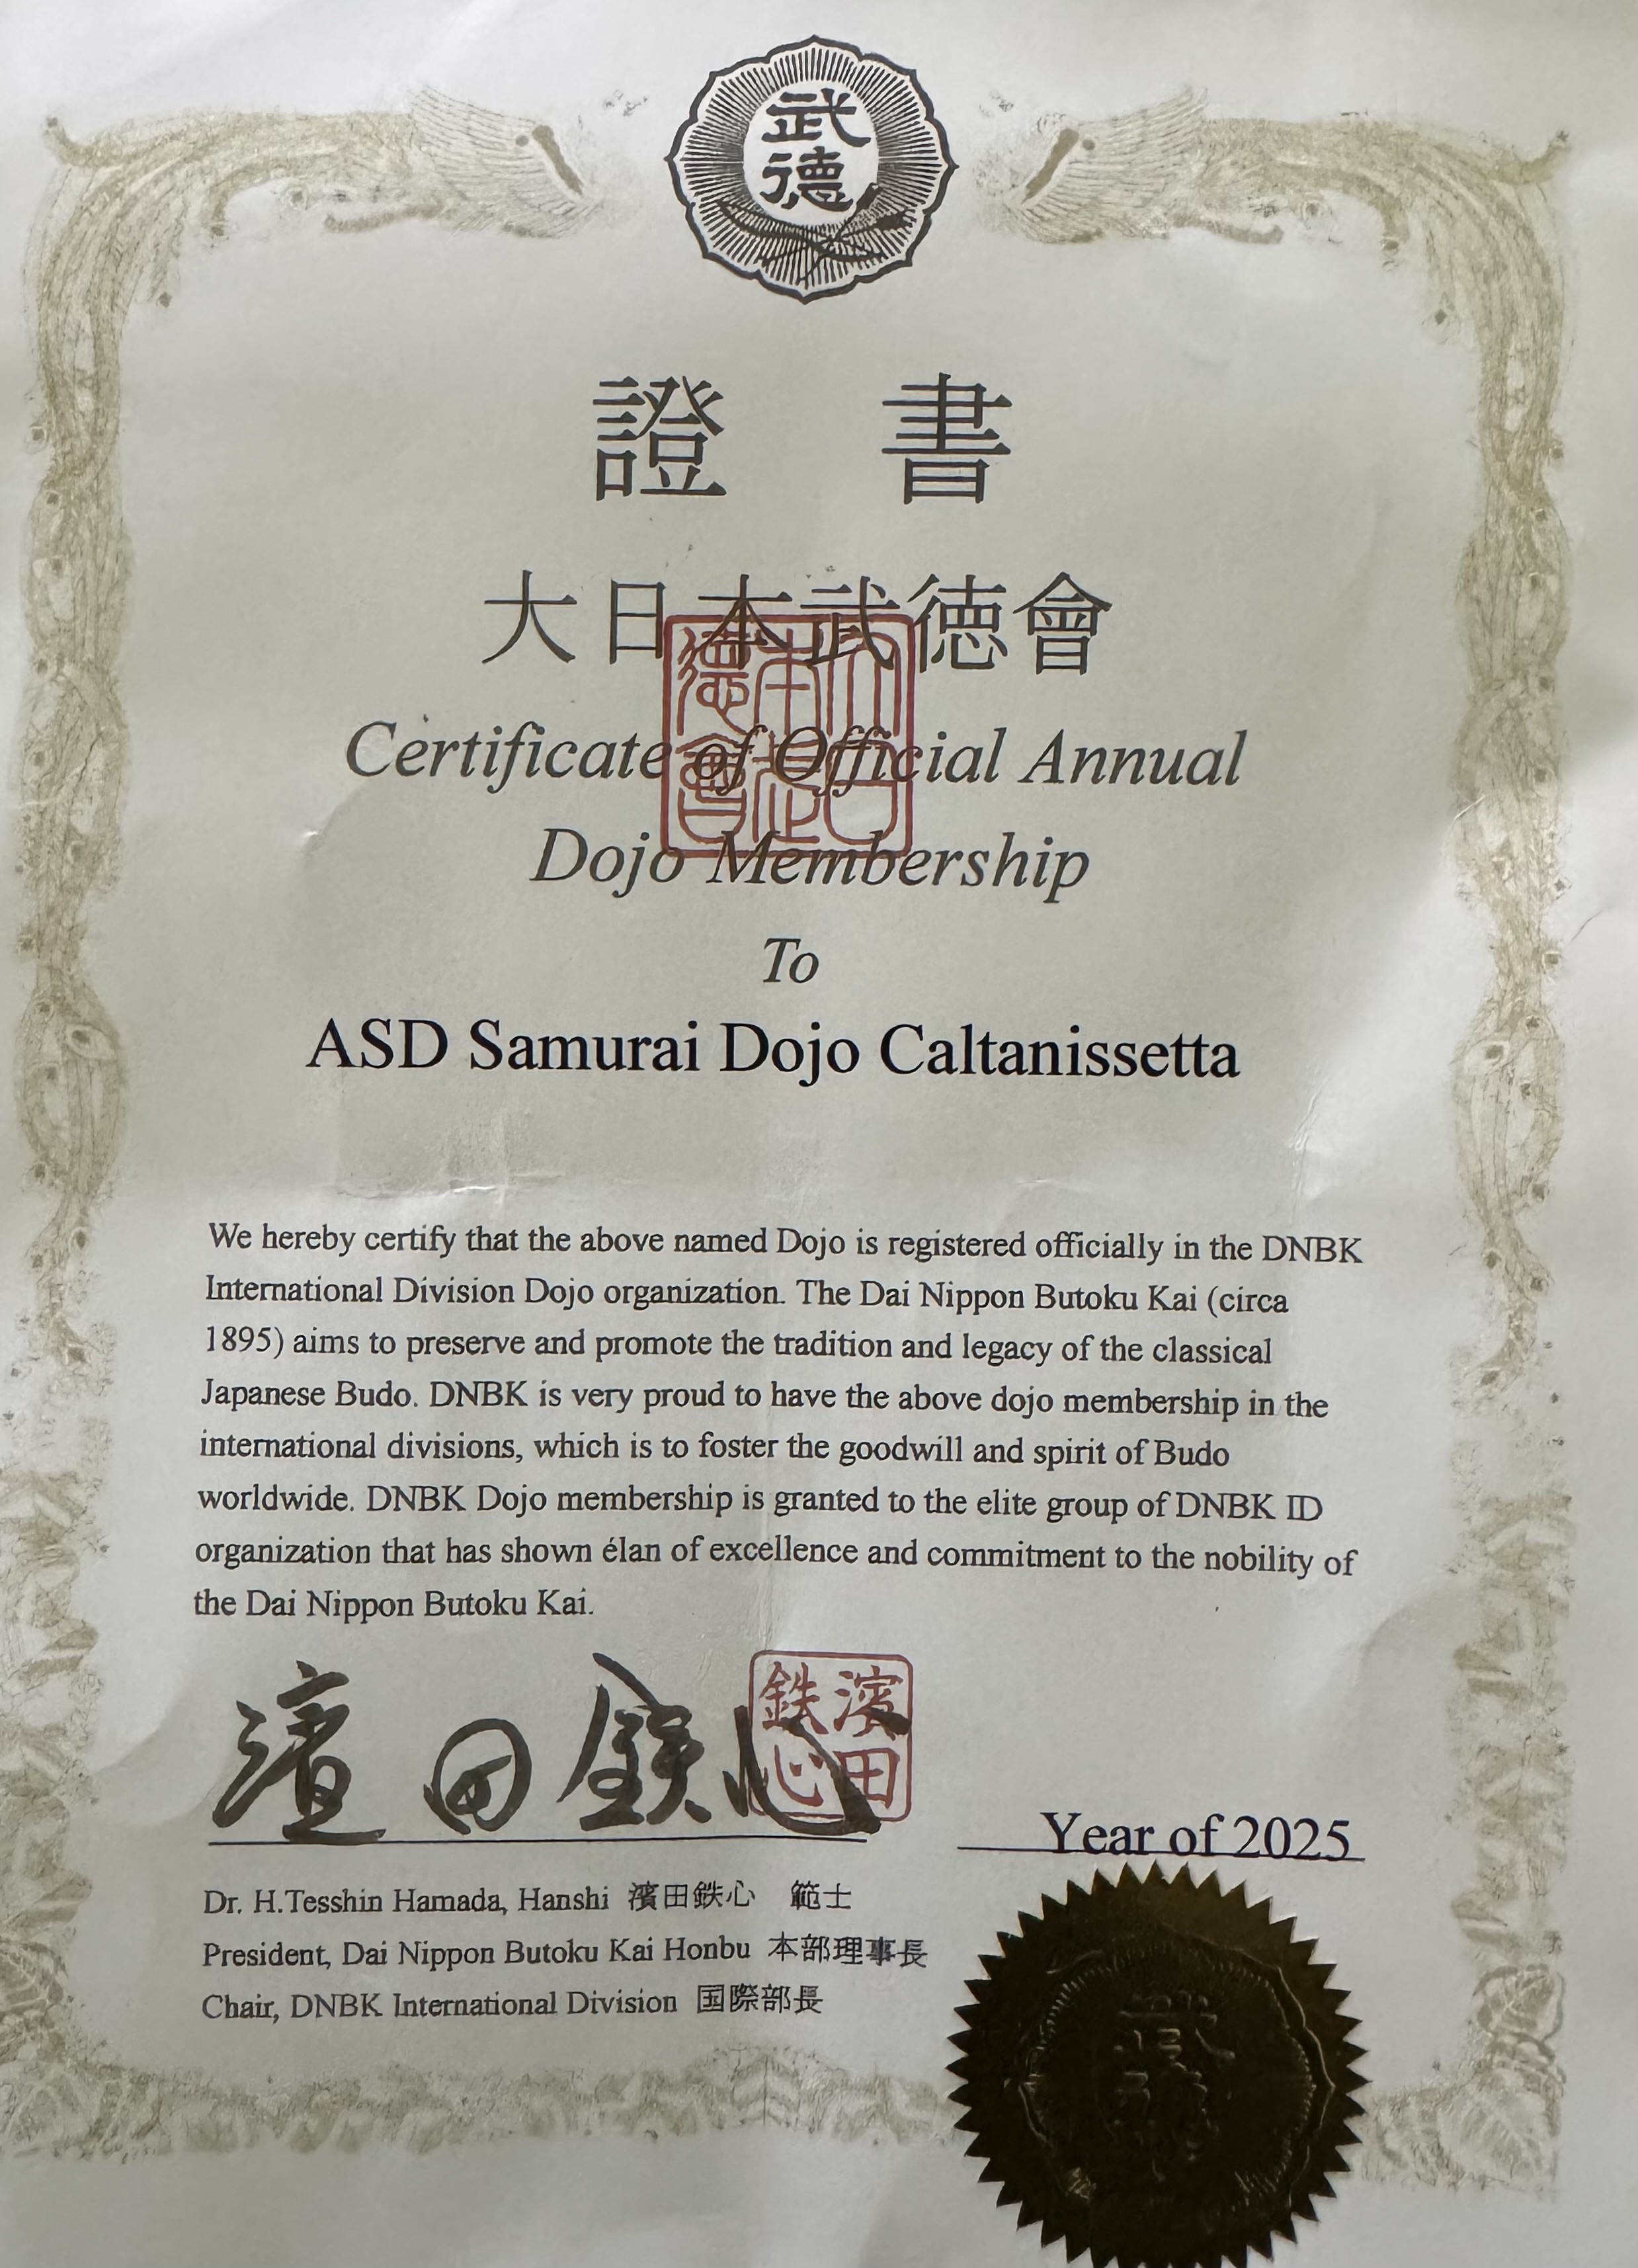 武
德
證 書
大日本武徳會
Certificate of Official Annual
Dojo Membership
To
ASD Samurai Dojo Caltanissetta
We hereby certify that the above named Dojo is registered officially in the DNBK
International Division Dojo organization. The Dai Nippon Butoku Kai (circa
1895) aims to preserve and promote the tradition and legacy of the classical
Japanese Budo. DNBK is very proud to have the above dojo membership in the
international divisions, which is to foster the goodwill and spirit of Budo
worldwide. DNBK Dojo membership is granted to the elite group of DNBK ID
organization that has shown élan of excellence and commitment to the nobility of
the Dai Nippon Butoku Kai.
濱田鉄心
濱田
鉄心
Year of 2025
Dr. H.Tesshin Hamada, Hanshi 濱田鉄心 範士
President, Dai Nippon Butoku Kai Honbu 本部理事長
Chair, DNBK International Division 国際部長